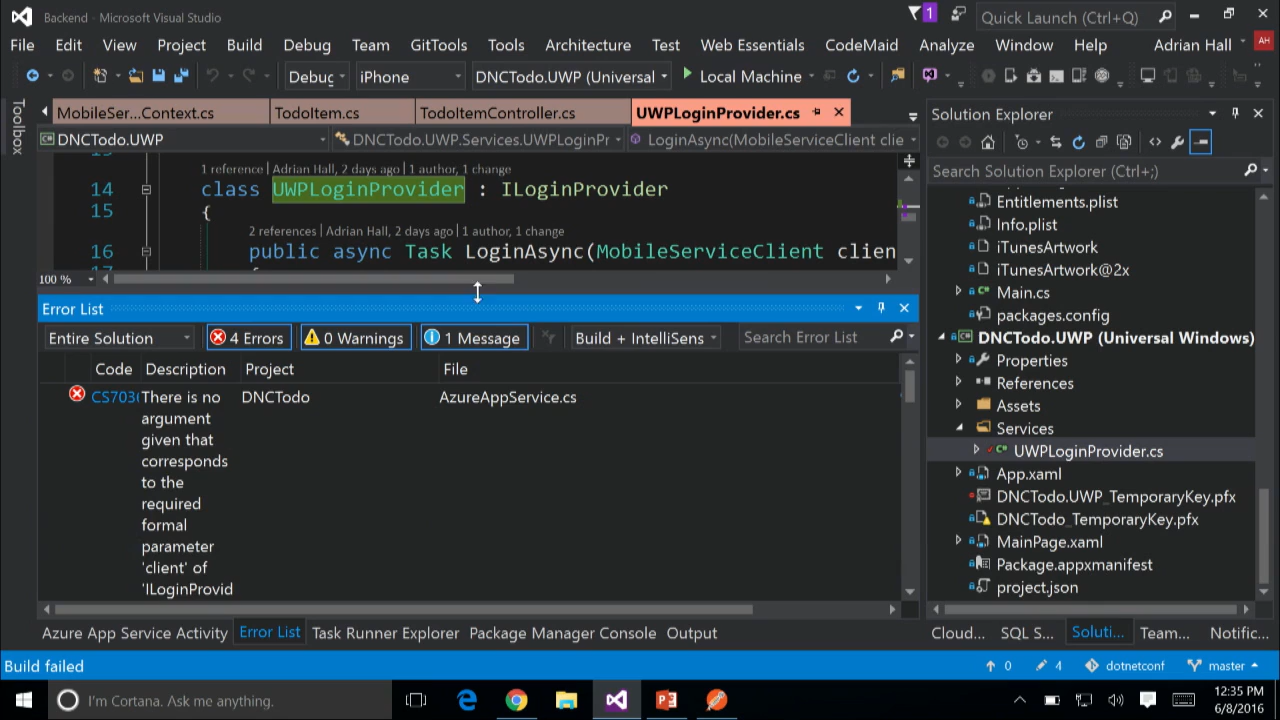 Backend - Microsoft Visual Studio
1
Quick Launch (Ctrl+Q)
File Edit View Project Build Debug Team GitTools Tools Architecture Test Web Essentials CodeMaid Analyze Window Help Adrian Hall AH
Debug iPhone DNCTodo.UWP (Universal Local Machine
Toolbox
MobileSer...Context.cs TodoItem.cs TodoItemController.cs UWPLoginProvider.cs
DNCTodo.UWP DNCTodo.UWP.Services.UWPLoginPr LoginAsync(MobileServiceClient clie
1 reference | Adrian Hall, 2 days ago | 1 author, 1 change
14 class UWPLoginProvider : ILoginProvider
15 {
2 references | Adrian Hall, 2 days ago | 1 author, 1 change
16 public async Task LoginAsync(MobileServiceClient clien
100 %
Error List
Entire Solution 4 Errors 0 Warnings 1 Message Build + IntelliSens Search Error List
Code Description Project File
CS7036 There is no DNCTodo AzureAppService.cs
argument
given that
corresponds
to the
required
formal
parameter
'client' of
'ILoginProvid
Azure App Service Activity Error List Task Runner Explorer Package Manager Console Output
Solution Explorer
Search Solution Explorer (Ctrl+;)
Entitlements.plist
Info.plist
iTunesArtwork
iTunesArtwork@2x
Main.cs
packages.config
DNCTodo.UWP (Universal Windows)
Properties
References
Assets
Services
UWPLoginProvider.cs
App.xaml
DNCTodo.UWP_TemporaryKey.pfx
DNCTodo_TemporaryKey.pfx
MainPage.xaml
Package.appxmanifest
project.json
Cloud... SQL S... Soluti... Team... Notific...
Build failed 0 4 dotnetconf master
I'm Cortana. Ask me anything.
12:35 PM
6/8/2016